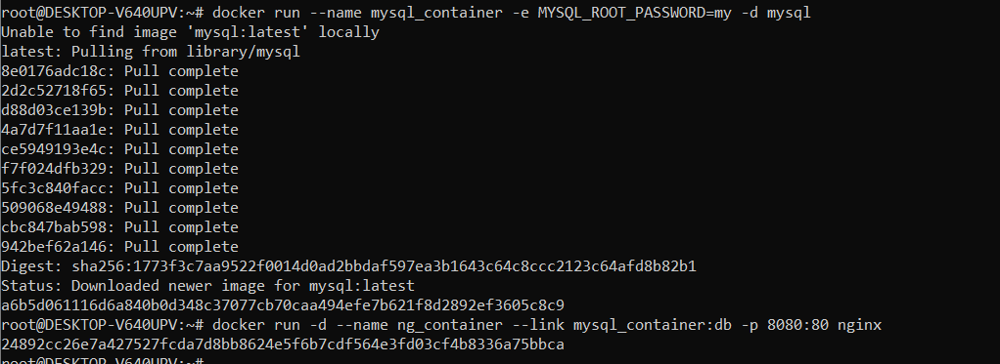 root@DESKTOP-V640UPV:~# docker run --name mysql_container -e MYSQL_ROOT_PASSWORD=my -d mysql
Unable to find image 'mysql:latest' locally
latest: Pulling from library/mysql
8e0176adc18c: Pull complete
2d2c52718f65: Pull complete
d88d03ce139b: Pull complete
4a7d7f11aa1e: Pull complete
ce5949193e4c: Pull complete
f7f024dfb329: Pull complete
5fc3c840facc: Pull complete
509068e49488: Pull complete
cbc847bab598: Pull complete
942bef62a146: Pull complete
Digest: sha256:1773f3c7aa9522f0014d0ad2bbdaf597ea3b1643c64c8ccc2123c64afd8b82b1
Status: Downloaded newer image for mysql:latest
a6b5d061116d6a840b0d348c37077cb70caa494efe7b621f8d2892ef3605c8c9
root@DESKTOP-V640UPV:~# docker run -d --name ng_container --link mysql_container:db -p 8080:80 nginx
24892cc26e7a427527fcda7d8bb8624e5f6b7cdf564e3fd03cf4b8336a75bbca
root@DESKTOP-V640UPV:~#